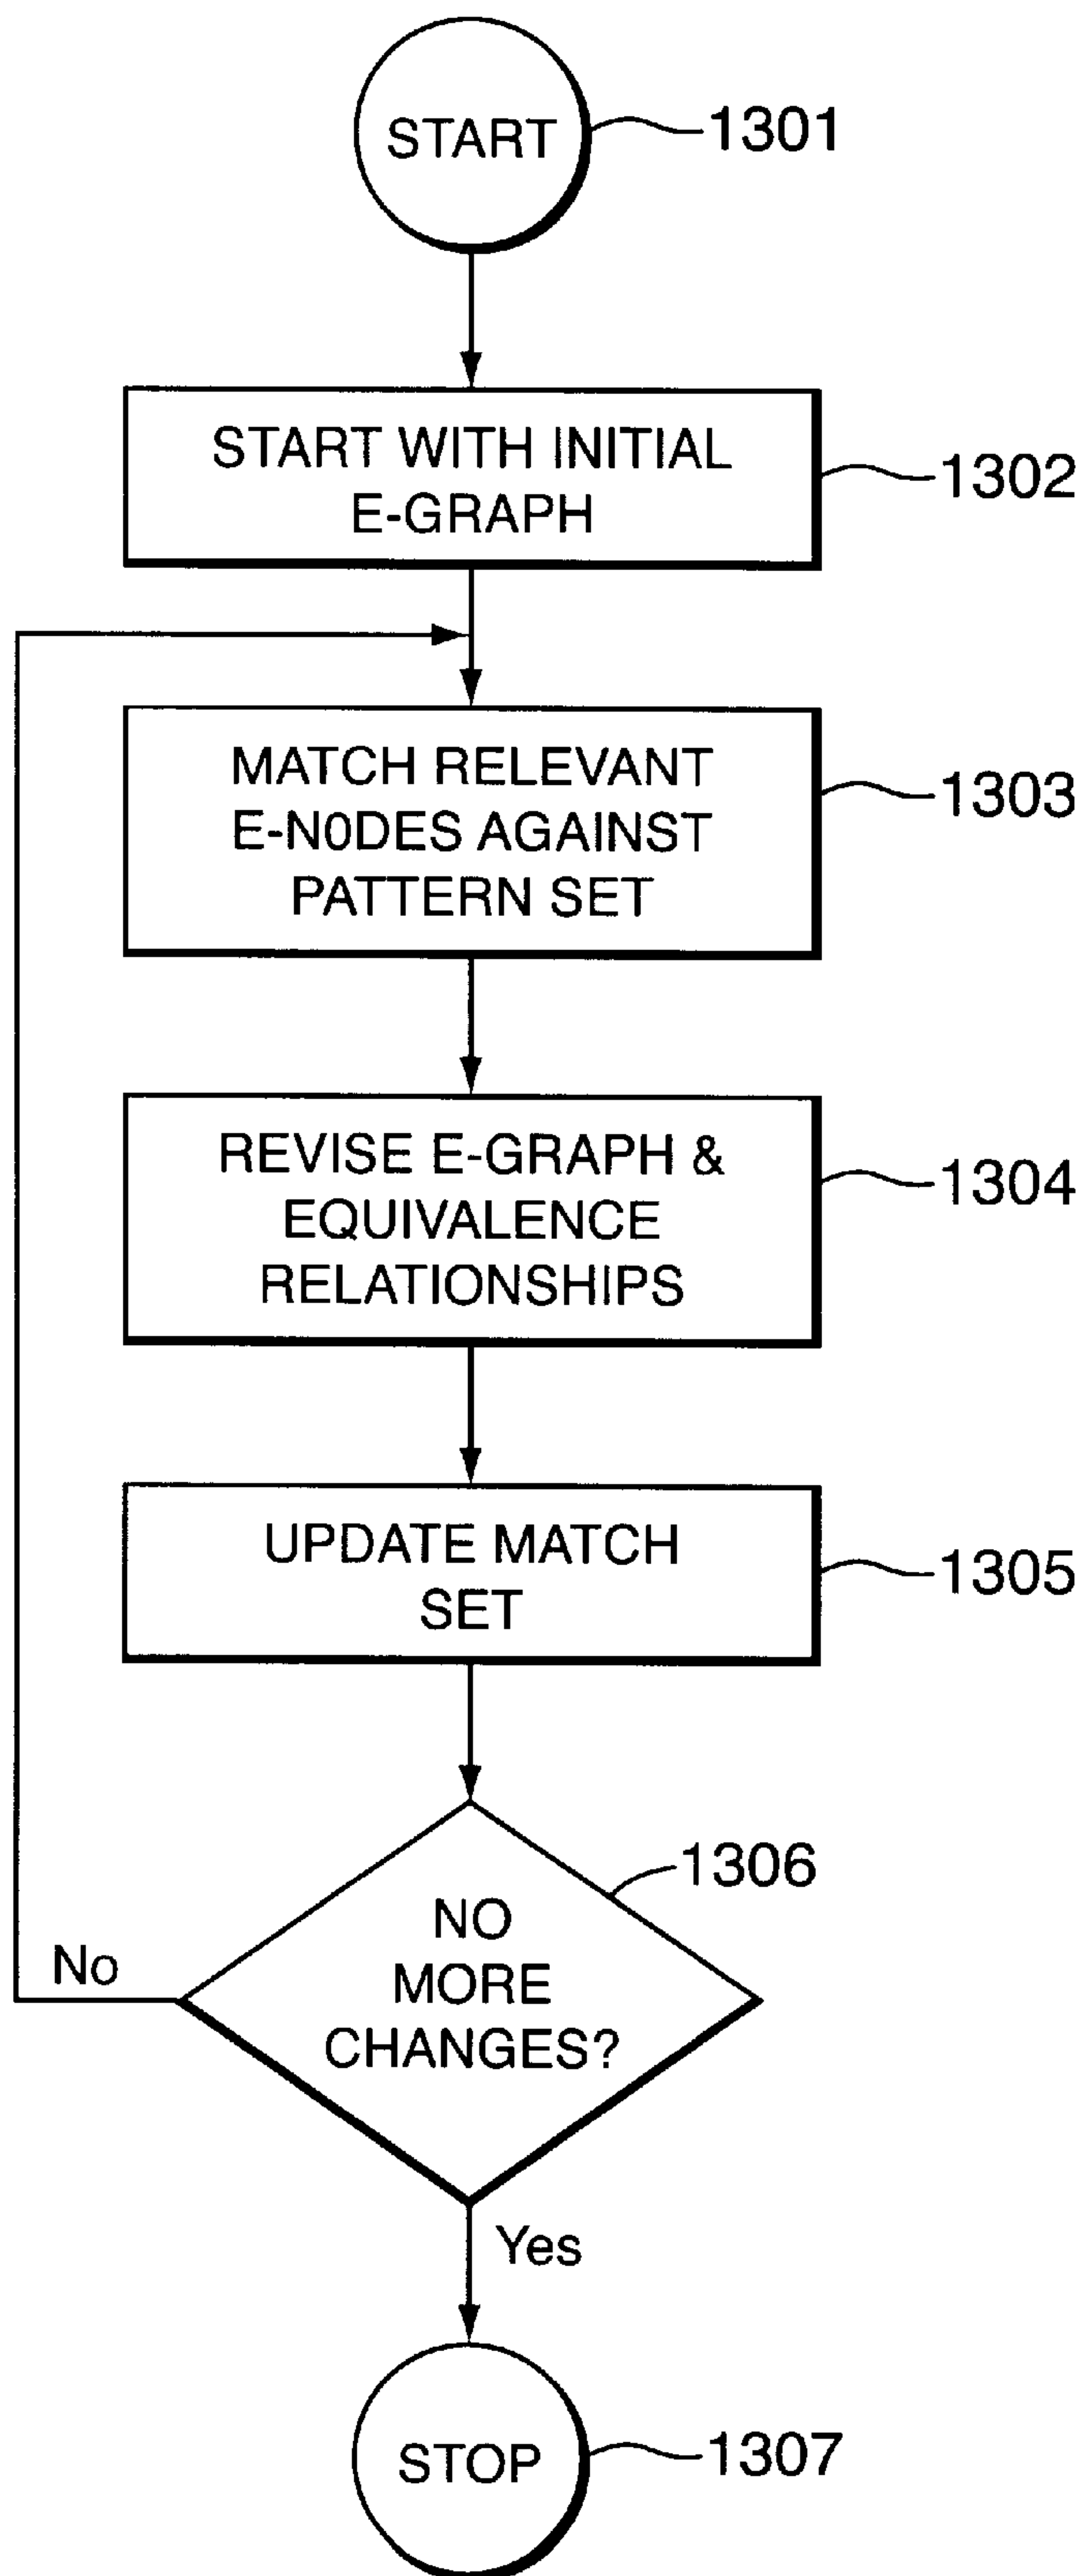 START
1301
START WITH INITIAL
E-GRAPH
1302
MATCH RELEVANT
E-N0DES AGAINST
PATTERN SET
1303
REVISE E-GRAPH &
EQUIVALENCE
RELATIONSHIPS
1304
UPDATE MATCH
SET
1305
NO
MORE
CHANGES?
1306
No
Yes
STOP
1307